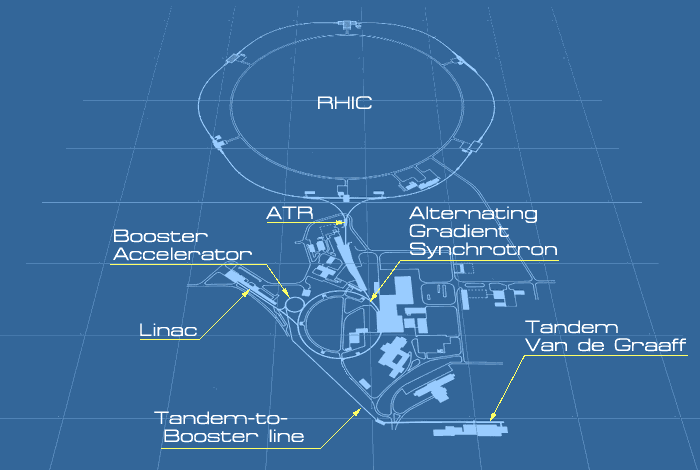 RHIC
ATR
Alternating
Gradient
Synchrotron
Booster
Accelerator
Linac
Tandem
Van de Graaff
Tandem-to-
Booster line